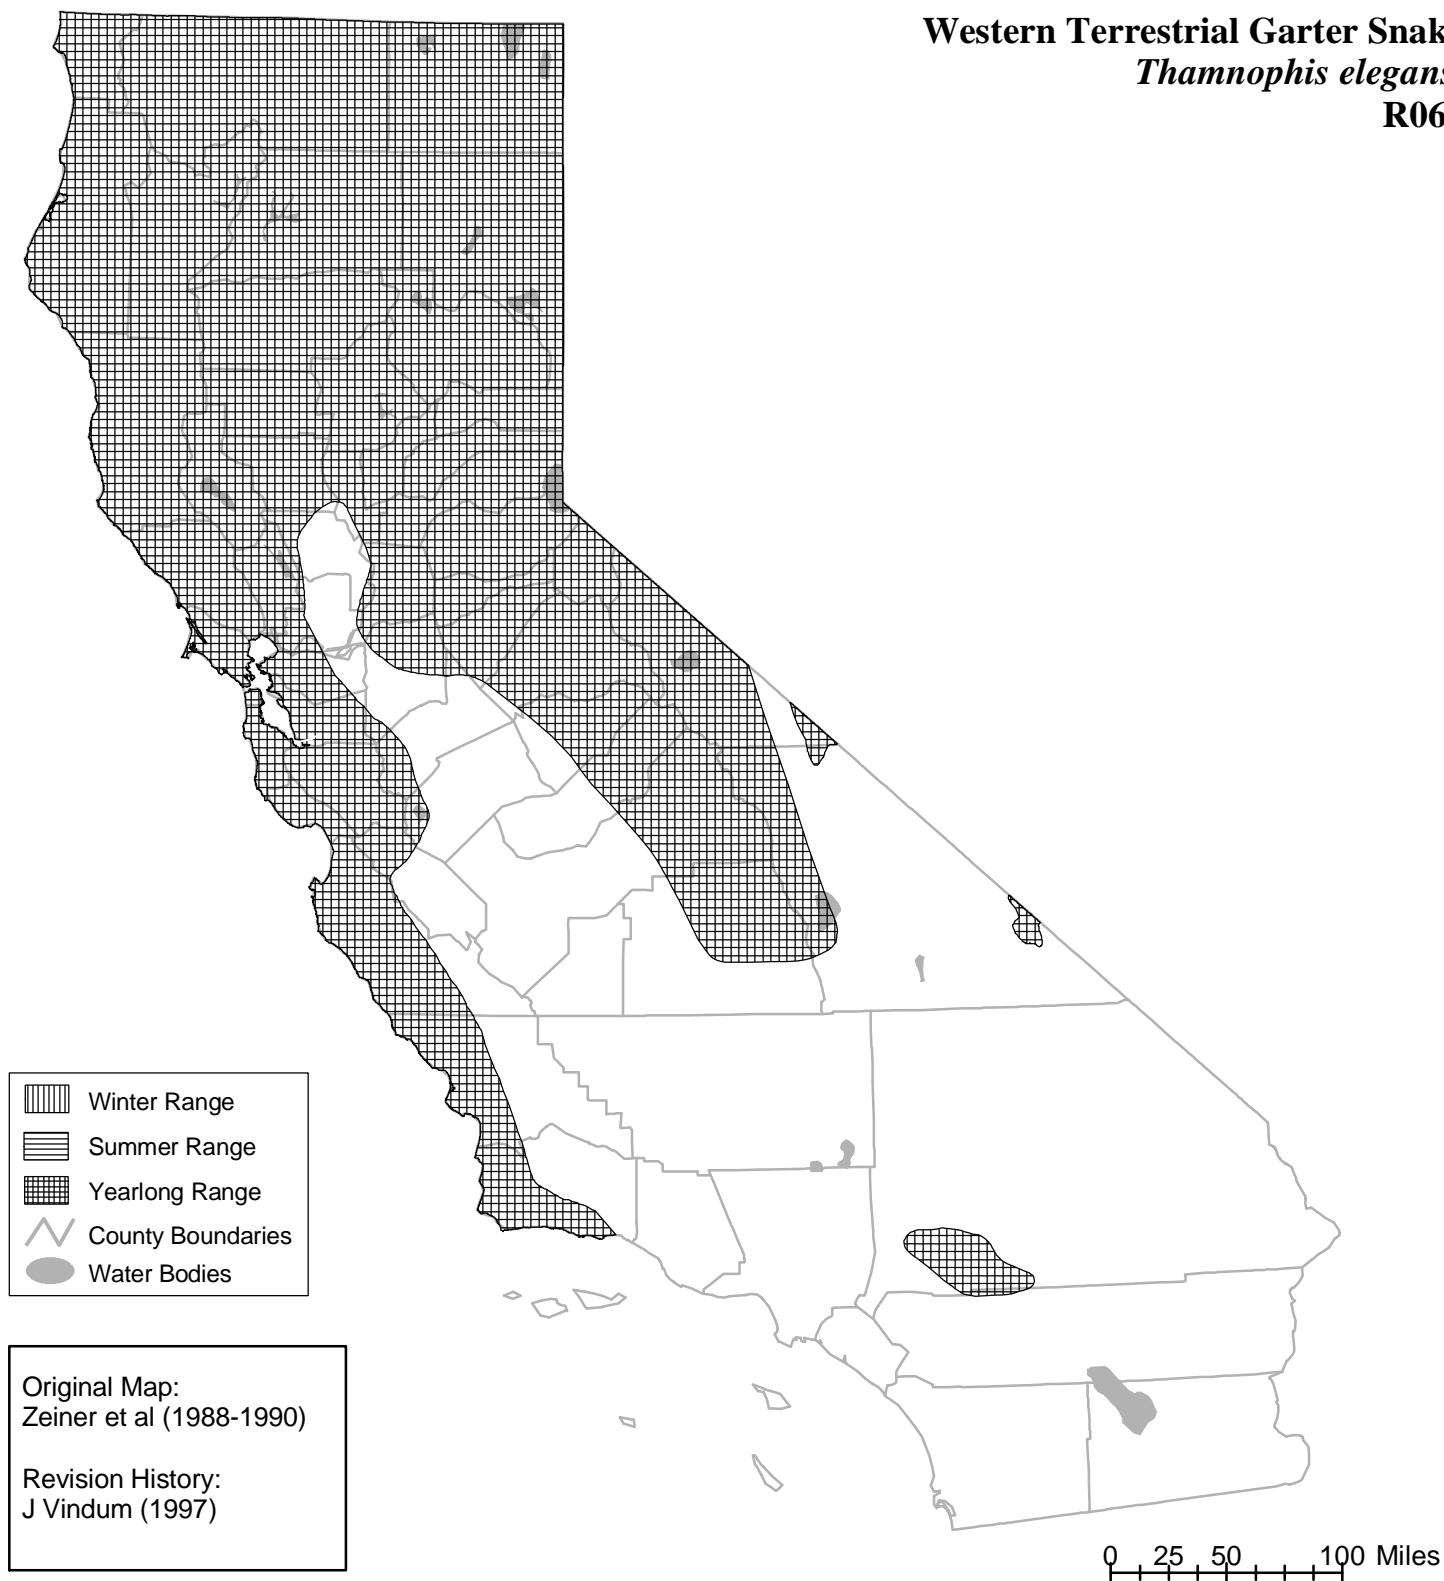 Western Terrestrial Garter Snak
Thamnophis elegans
R06
Winter Range
Summer Range
Yearlong Range
County Boundaries
Water Bodies
Original Map:
Zeiner et al (1988-1990)
Revision History:
J Vindum (1997)
0 25 50 100 Miles